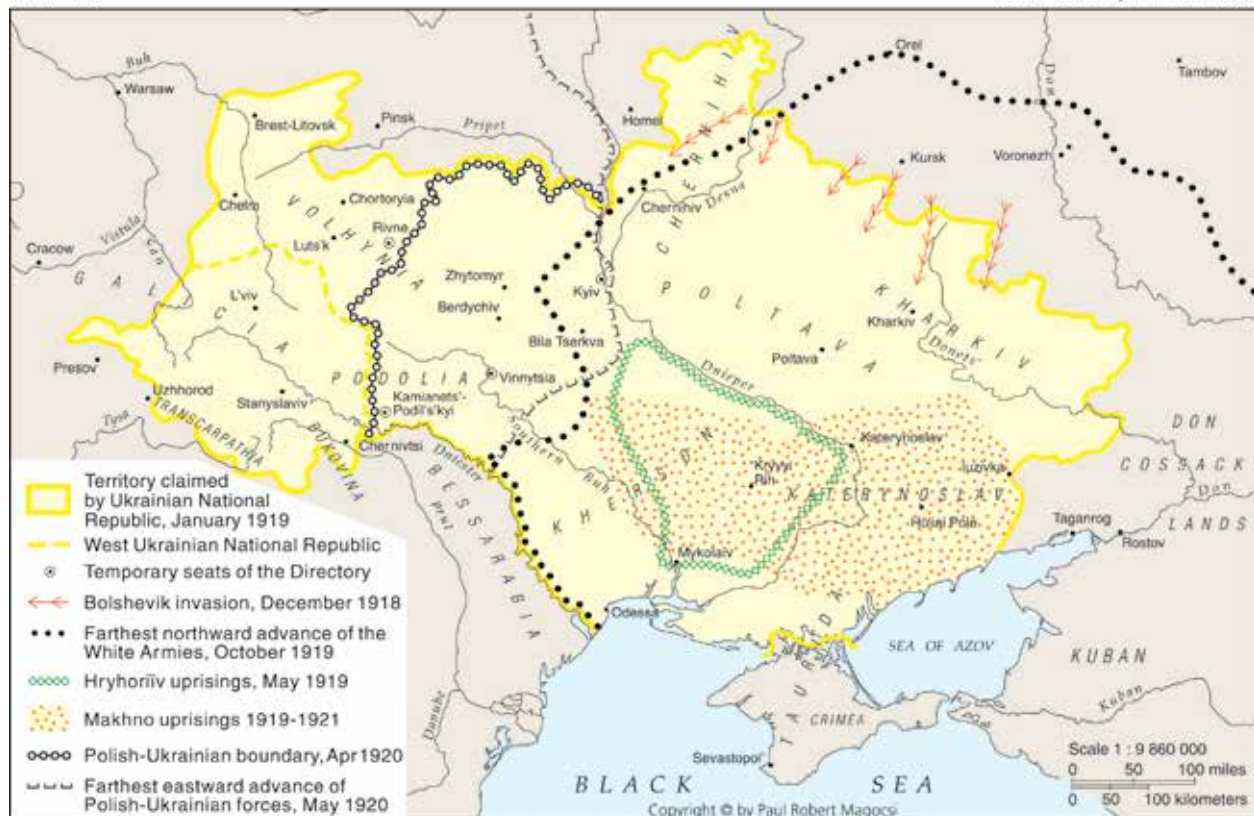 Orel
Tambov
Warsaw
Buh
Brest-Litovsk
Pinsk
Pripet
Homel
Don
Kursk
Voronezh
CHERNIHIV
Chernihiv
Desna
Chelm
Chortoryia
VOLHYNIA
Rivne
Luts'k
Cracow
Vistula
San
GALICIA
L'viv
Zhytomyr
Berdychiv
Kyiv
POLTAVA
KHARKIV
Kharkiv
Donets'
Bila Tserkva
Poltava
Presov
PODOLIA
Vinnytsia
Dnieper
Uzhhorod
Stanyslaviv
Kamianets'-
Podil's'kyi
TRANSCARPATHIA
Tysa
BUKOVINA
Chernivtsi
Dniester
Southern
Buh
KHERSON
Katerynoslav
Iuzivka
DON
COSSACK
LANDS
Don
Kryvyi
Rih
KATERYNOSLAV
Huliai Pole
Taganrog
Rostov
BESSARABIA
Prut
Mykolaiv
Odessa
TAURIDA
SEA OF AZOV
KUBAN
Kuban
Danube
CRIMEA
Sevastopol'
BLACK SEA
Territory claimed
by Ukrainian National
Republic, January 1919
West Ukrainian National Republic
Temporary seats of the Directory
Bolshevik invasion, December 1918
Farthest northward advance of the
White Armies, October 1919
Hryhoriïv uprisings, May 1919
Makhno uprisings 1919-1921
Polish-Ukrainian boundary, Apr 1920
Farthest eastward advance of
Polish-Ukrainian forces, May 1920
Scale 1 : 9 860 000
0 50 100 miles
0 50 100 kilometers
Copyright © by Paul Robert Magocsi